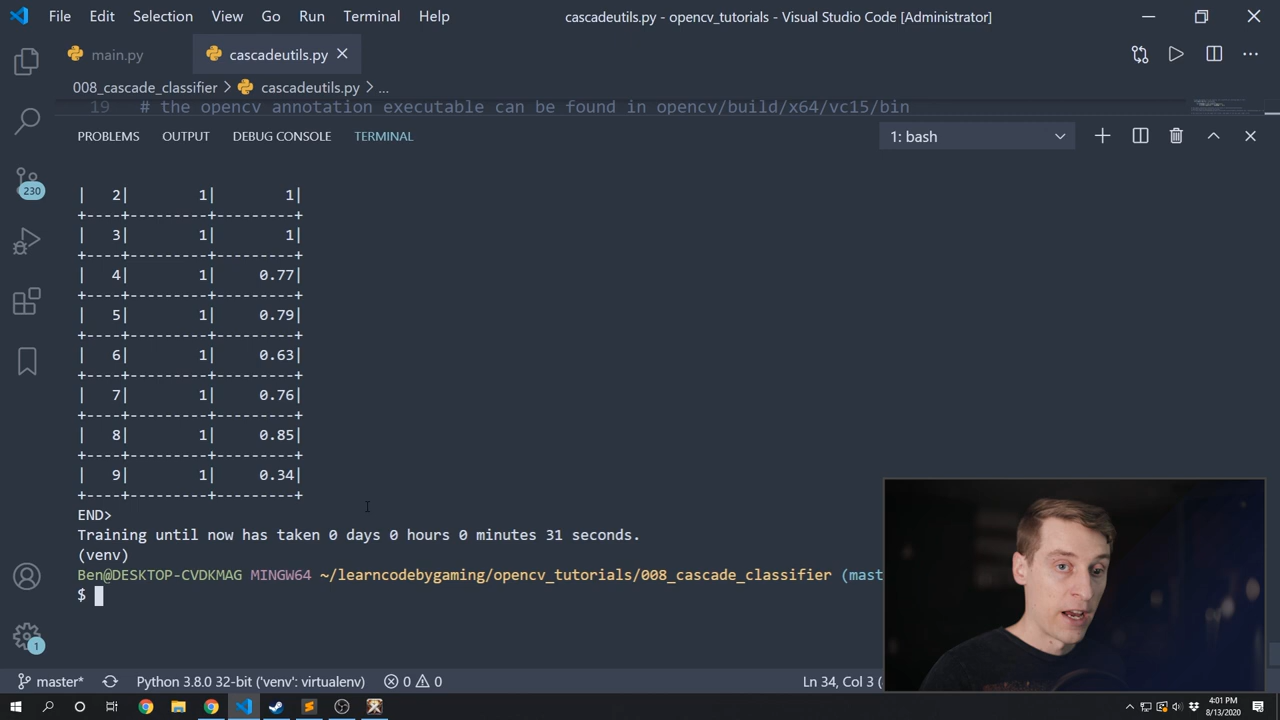 File Edit Selection View Go Run Terminal Help cascadeutils.py - opencv_tutorials - Visual Studio Code [Administrator]
main.py cascadeutils.py
008_cascade_classifier > cascadeutils.py > ...
19 # the opencv annotation executable can be found in opencv/build/x64/vc15/bin
PROBLEMS OUTPUT DEBUG CONSOLE TERMINAL 1: bash
230
| 2| 1| 1|
+----+---------+---------+
| 3| 1| 1|
+----+---------+---------+
| 4| 1| 0.77|
+----+---------+---------+
| 5| 1| 0.79|
+----+---------+---------+
| 6| 1| 0.63|
+----+---------+---------+
| 7| 1| 0.76|
+----+---------+---------+
| 8| 1| 0.85|
+----+---------+---------+
| 9| 1| 0.34|
+----+---------+---------+
END>
Training until now has taken 0 days 0 hours 0 minutes 31 seconds.
(venv)
Ben@DESKTOP-CVDKMAG MINGW64 ~/learncodebygaming/opencv_tutorials/008_cascade_classifier (mast
$
1
master* Python 3.8.0 32-bit ('venv': virtualenv) 0 0 Ln 34, Col 3 (
4:01 PM
8/13/2020